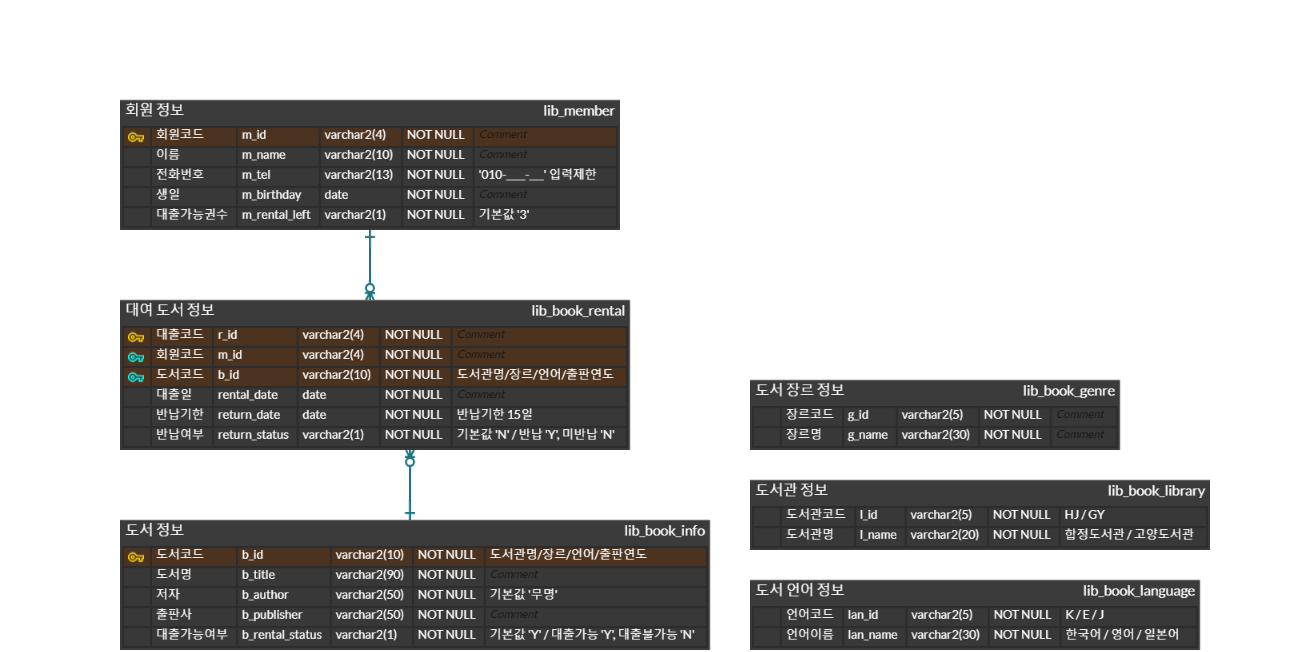 회원 정보 lib_member
회원코드 m_id varchar2(4) NOT NULL Comment
이름 m_name varchar2(10) NOT NULL Comment
전화번호 m_tel varchar2(13) NOT NULL '010-___-__' 입력제한
생일 m_birthday date NOT NULL Comment
대출가능권수 m_rental_left varchar2(1) NOT NULL 기본값 '3'
대여 도서 정보 lib_book_rental
대출코드 r_id varchar2(4) NOT NULL Comment
회원코드 m_id varchar2(4) NOT NULL Comment
도서코드 b_id varchar2(10) NOT NULL 도서관명/장르/언어/출판연도
대출일 rental_date date NOT NULL Comment
반납기한 return_date date NOT NULL 반납기한 15일
반납여부 return_status varchar2(1) NOT NULL 기본값 'N' / 반납 'Y', 미반납 'N'
도서 정보 lib_book_info
도서코드 b_id varchar2(10) NOT NULL 도서관명/장르/언어/출판연도
도서명 b_title varchar2(90) NOT NULL Comment
저자 b_author varchar2(50) NOT NULL 기본값 '무명'
출판사 b_publisher varchar2(50) NOT NULL Comment
대출가능여부 b_rental_status varchar2(1) NOT NULL 기본값 'Y' / 대출가능 'Y', 대출불가능 'N'
도서 장르 정보 lib_book_genre
장르코드 g_id varchar2(5) NOT NULL Comment
장르명 g_name varchar2(30) NOT NULL Comment
도서관 정보 lib_book_library
도서관코드 l_id varchar2(5) NOT NULL HJ / GY
도서관명 l_name varchar2(20) NOT NULL 합정도서관 / 고양도서관
도서 언어 정보 lib_book_language
언어코드 lan_id varchar2(5) NOT NULL K / E / J
언어이름 lan_name varchar2(30) NOT NULL 한국어 / 영어 / 일본어